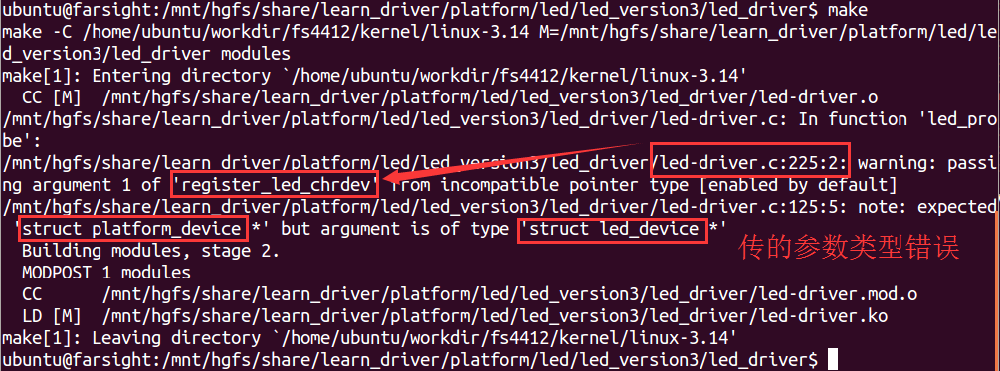 ubuntu@farsight:/mnt/hgfs/share/learn_driver/platform/led/led_version3/led_driver$ make
make -C /home/ubuntu/workdir/fs4412/kernel/linux-3.14 M=/mnt/hgfs/share/learn_driver/platform/led/le
d_version3/led_driver modules
make[1]: Entering directory `/home/ubuntu/workdir/fs4412/kernel/linux-3.14'
CC [M]  /mnt/hgfs/share/learn_driver/platform/led/led_version3/led_driver/led-driver.o
/mnt/hgfs/share/learn_driver/platform/led/led_version3/led_driver/led-driver.c: In function 'led_pro
be':
/mnt/hgfs/share/learn_driver/platform/led/led_version3/led_driver/led-driver.c:225:2: warning: passi
ng argument 1 of 'register_led_chrdev' from incompatible pointer type [enabled by default]
/mnt/hgfs/share/learn_driver/platform/led/led_version3/led_driver/led-driver.c:125:5: note: expected
'struct platform_device *' but argument is of type 'struct led_device *'
传的参数类型错误
Building modules, stage 2.
MODPOST 1 modules
CC      /mnt/hgfs/share/learn_driver/platform/led/led_version3/led_driver/led-driver.mod.o
LD [M]  /mnt/hgfs/share/learn_driver/platform/led/led_version3/led_driver/led-driver.ko
make[1]: Leaving directory `/home/ubuntu/workdir/fs4412/kernel/linux-3.14'
ubuntu@farsight:/mnt/hgfs/share/learn_driver/platform/led/led_version3/led_driver$